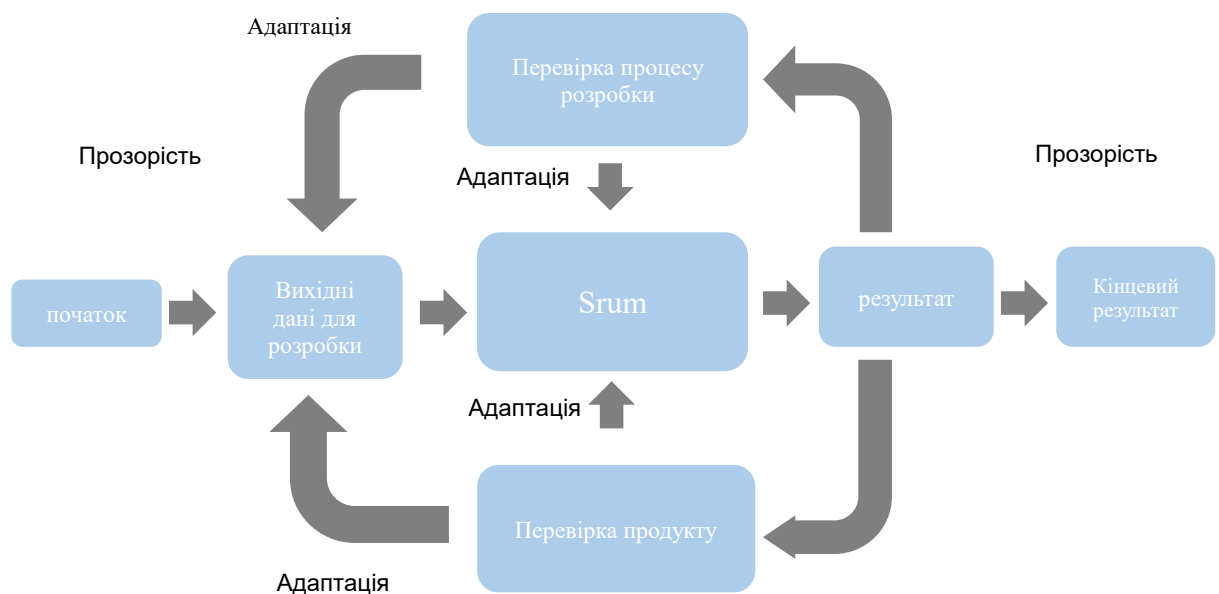 Адаптація
Перевірка процесу
розробки
Прозорість
Прозорість
Адаптація
початок
Вихідні
дані для
розробки
Srum
результат
Кінцевий
результат
Адаптація
Перевірка продукту
Адаптація